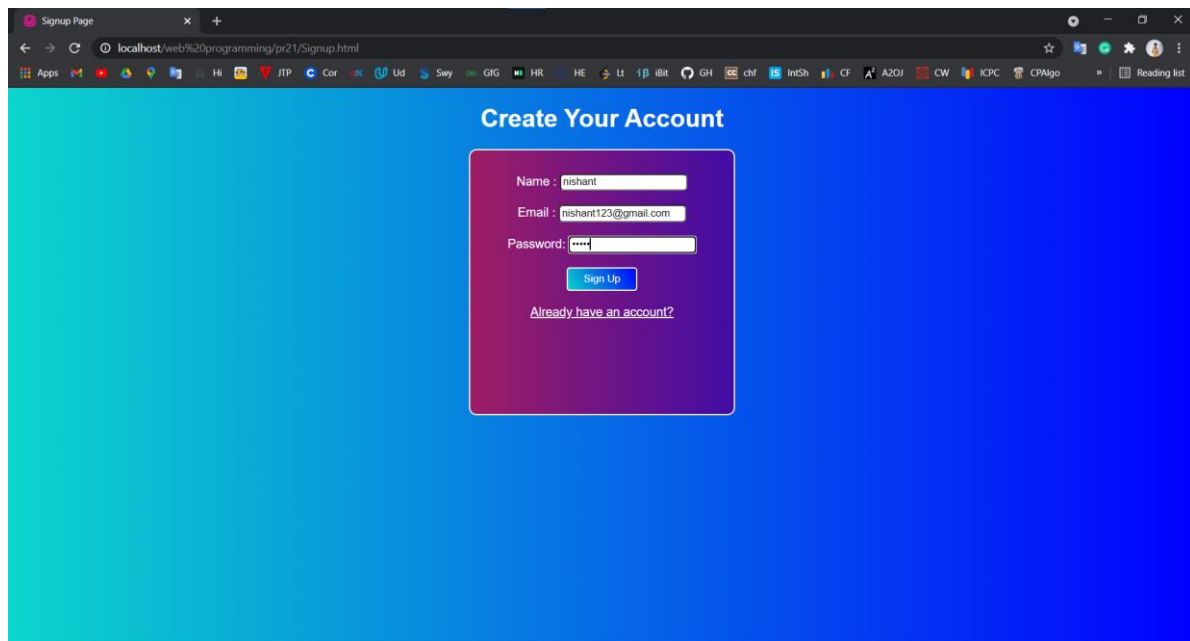 Signup Page
localhost/web%20programming/pr21/Signup.html
Apps Hi JTP Cor Ud Swy GfG HR HE Lt iBit GH chf IntSh CF A2OJ CW ICPC CPAlgo » Reading list
Create Your Account
Name : nishant
Email : nishant123@gmail.com
Password: •••••
Sign Up
Already have an account?